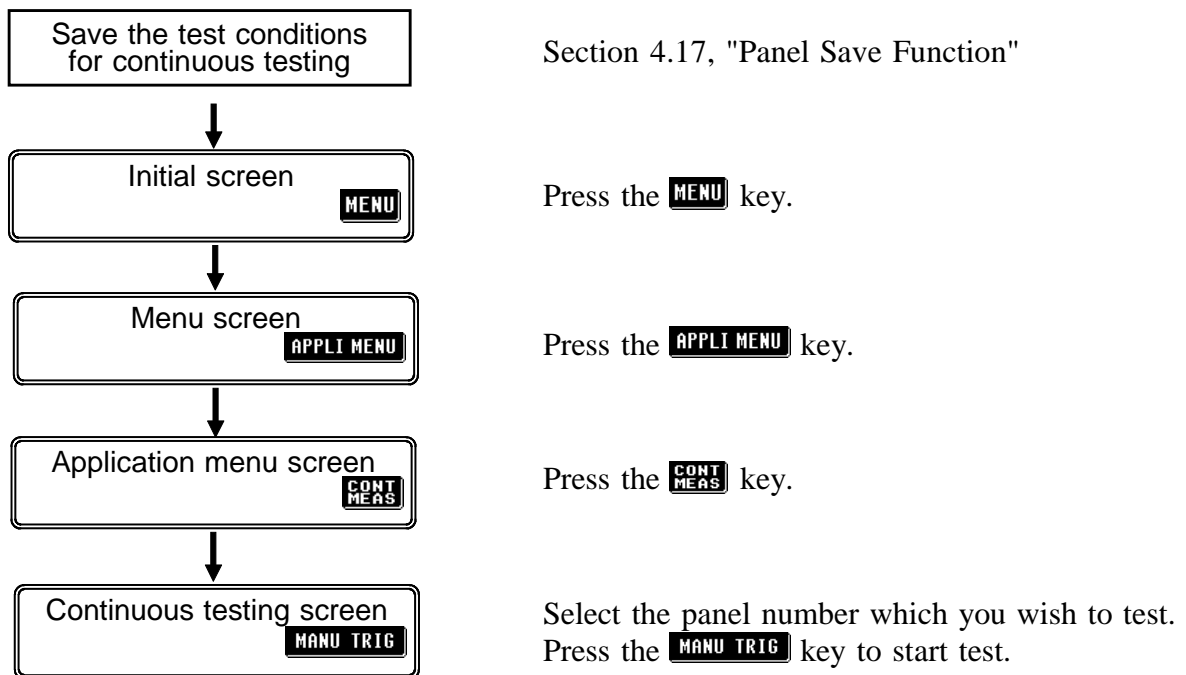 Save the test conditions
for continuous testing
Section 4.17, "Panel Save Function"
Initial screen
MENU
Press the MENU key.
Menu screen
APPLI MENU
Press the APPLI MENU key.
Application menu screen
CONT
MEAS
Press the CONT MEAS key.
Continuous testing screen
MANU TRIG
Select the panel number which you wish to test.
Press the MANU TRIG key to start test.